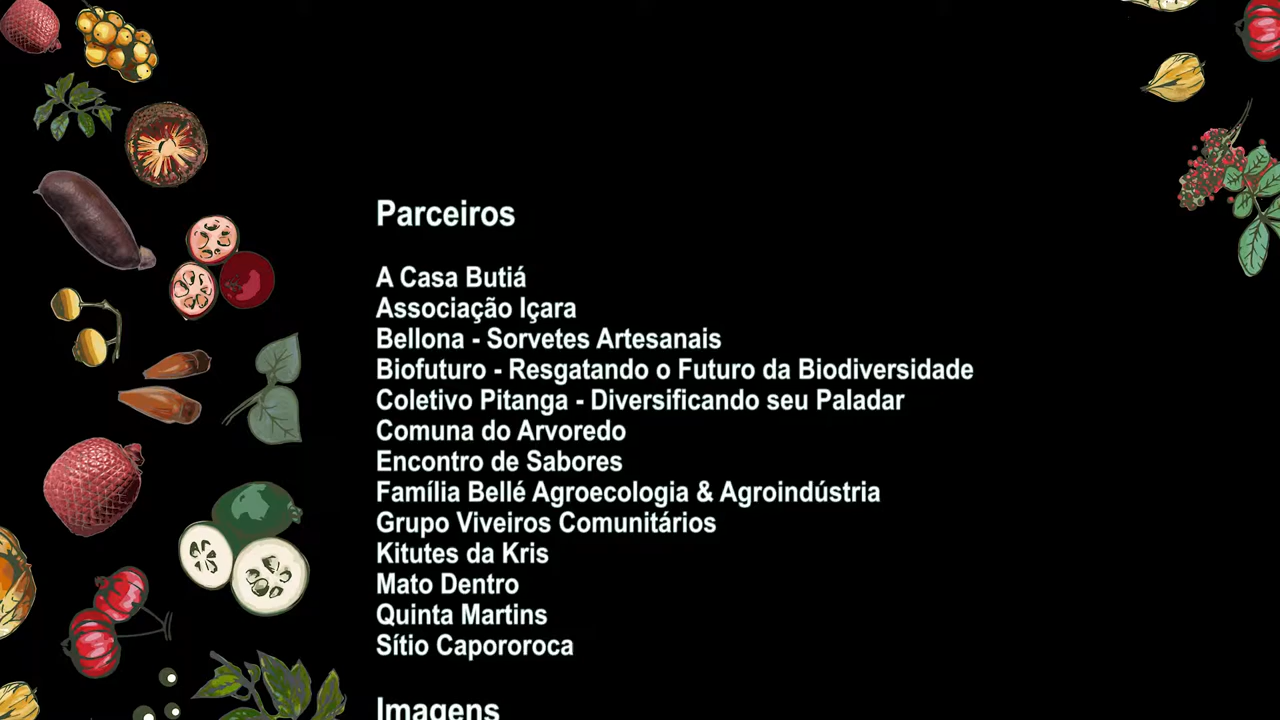 Parceiros
A Casa Butiá
Associação Içara
Bellona - Sorvetes Artesanais
Biofuturo - Resgatando o Futuro da Biodiversidade
Coletivo Pitanga - Diversificando seu Paladar
Comuna do Arvoredo
Encontro de Sabores
Família Bellé Agroecologia & Agroindústria
Grupo Viveiros Comunitários
Kitutes da Kris
Mato Dentro
Quinta Martins
Sítio Capororoca
Imagens